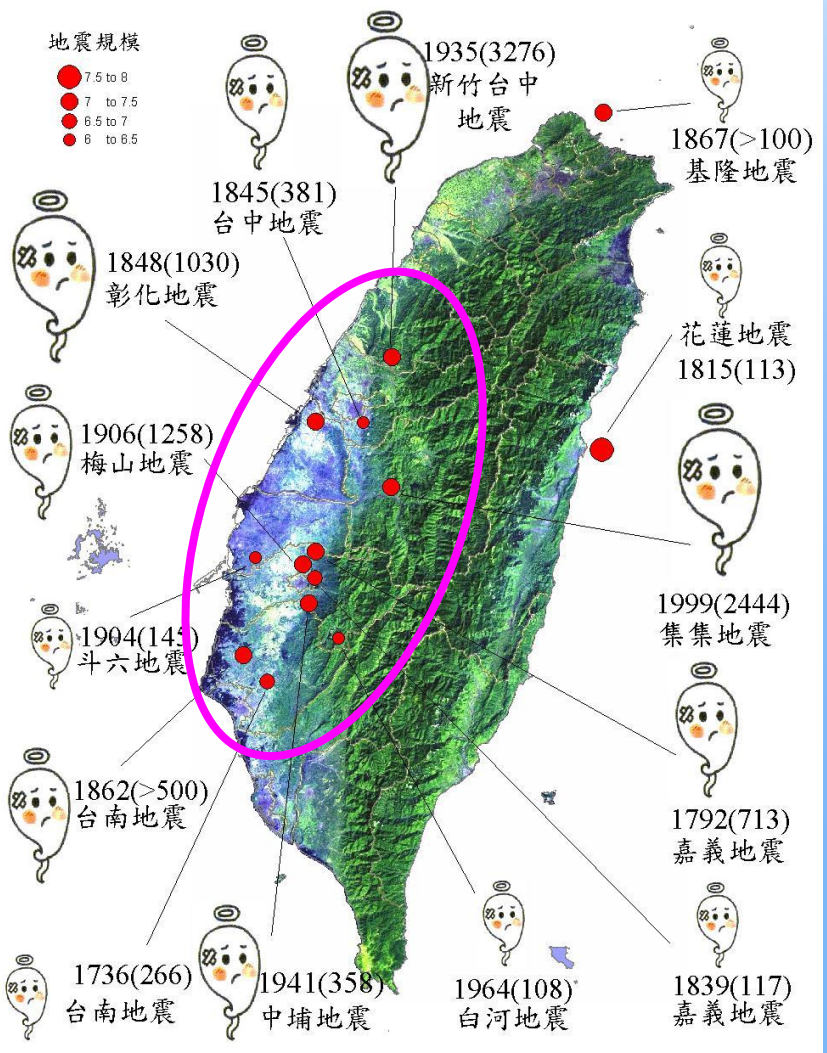 地震規模
7.5 to 8
7 to 7.5
6.5 to 7
6 to 6.5
1935(3276)
新竹台中
地震
1867(>100)
基隆地震
1845(381)
台中地震
1848(1030)
彰化地震
花蓮地震
1815(113)
1906(1258)
梅山地震
1999(2444)
集集地震
1904(145)
斗六地震
1862(>500)
台南地震
1792(713)
嘉義地震
1736(266)
台南地震
1941(358)
中埔地震
1964(108)
白河地震
1839(117)
嘉義地震